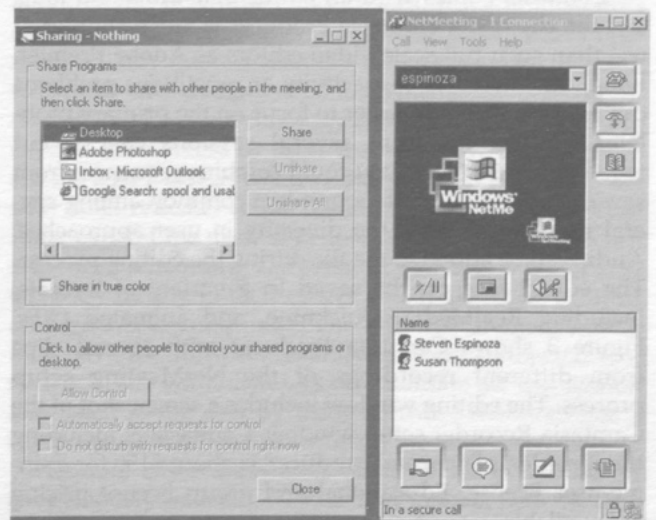 Sharing - Nothing
Share Programs
Select an item to share with other people in the meeting, and
then click Share.
Desktop
Adobe Photoshop
Inbox - Microsoft Outlook
Google Search: spool and usal
Share
Unshare
Unshare All
Share in true color
Control
Click to allow other people to control your shared programs or
desktop.
Allow Control
Automatically accept requests for control
Do not disturb with requests for control right now
Close
NetMeeting - 1 Connection
Call View Tools Help
espinoza
Windows
NetMe
Name
Steven Espinoza
Susan Thompson
In a secure call